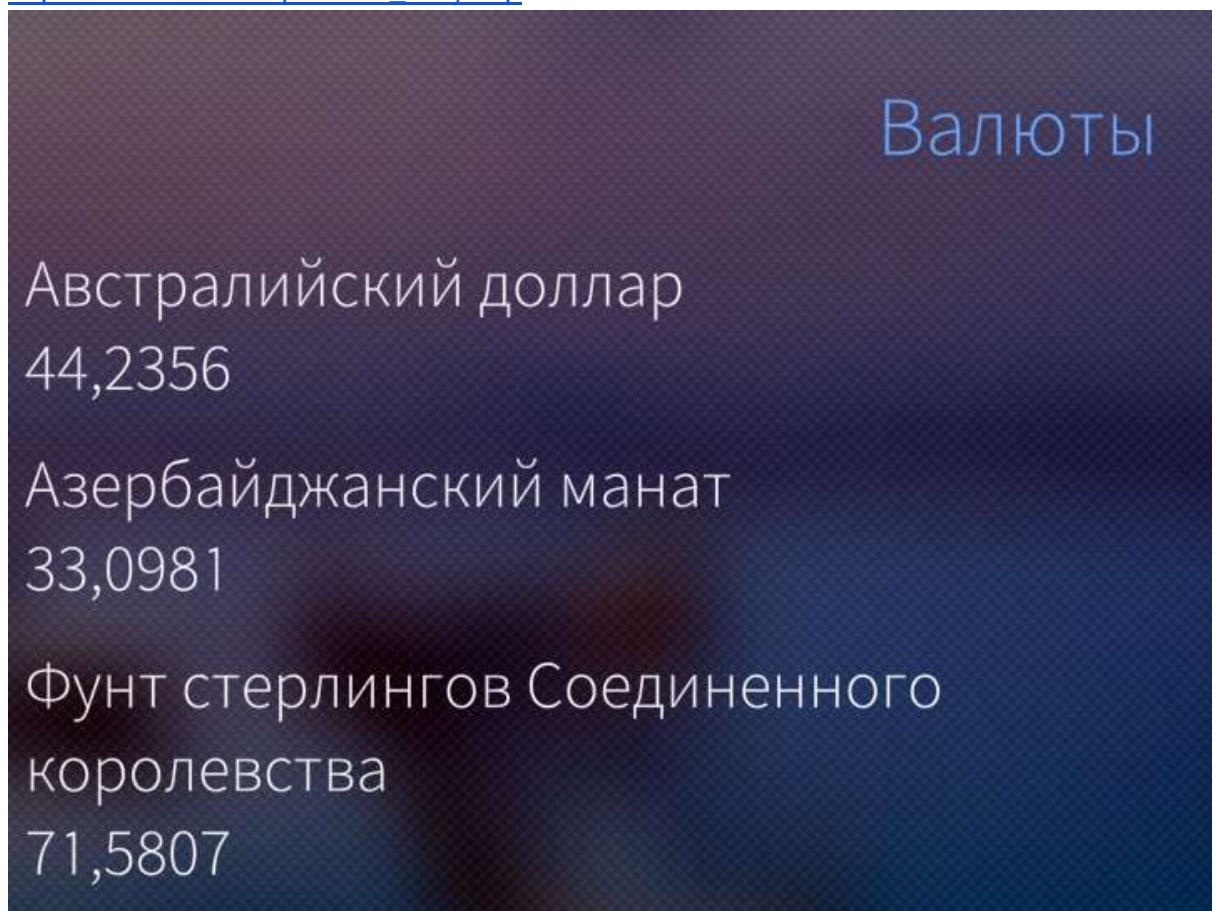 Валюты
Австралийский доллар
44,2356
Азербайджанский манат
33,0981
Фунт стерлингов Соединенного
королевства
71,5807